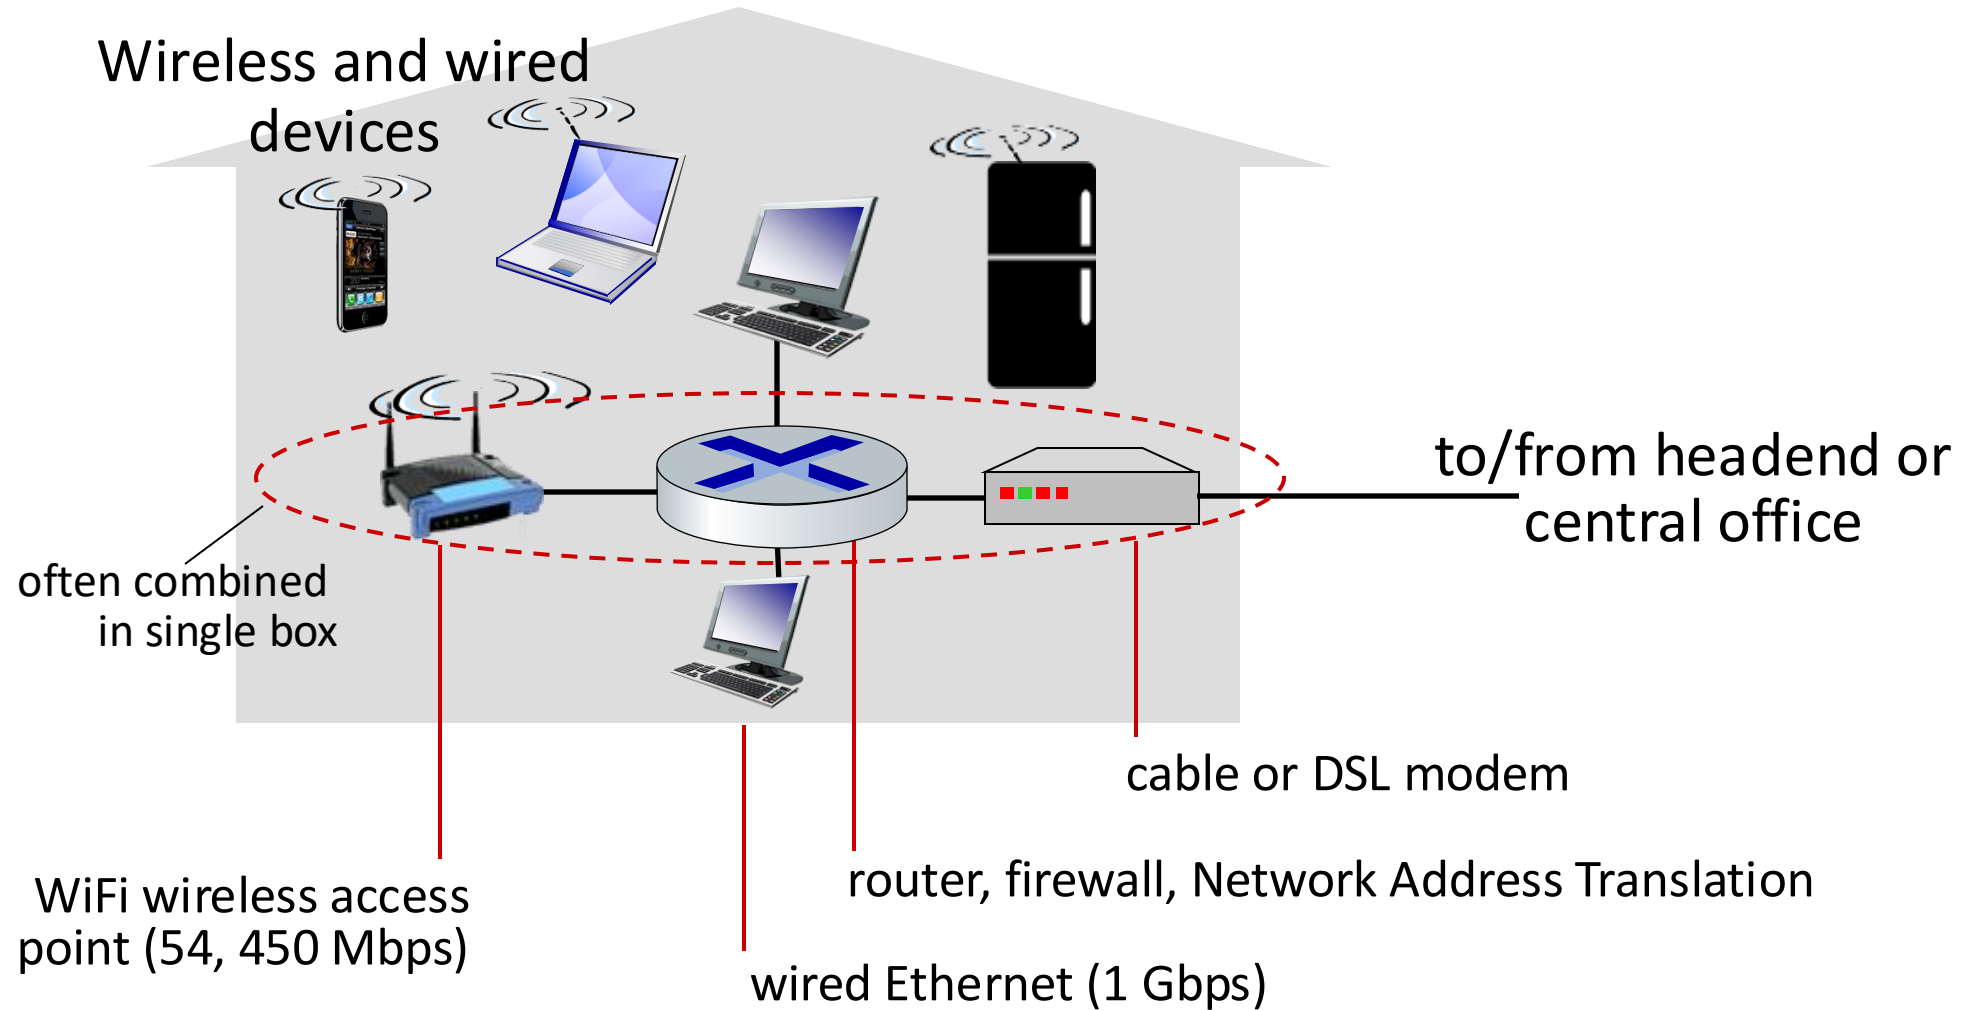 Wireless and wired
devices
to/from headend or
central office
often combined
in single box
cable or DSL modem
router, firewall, Network Address Translation
WiFi wireless access
point (54, 450 Mbps)
wired Ethernet (1 Gbps)